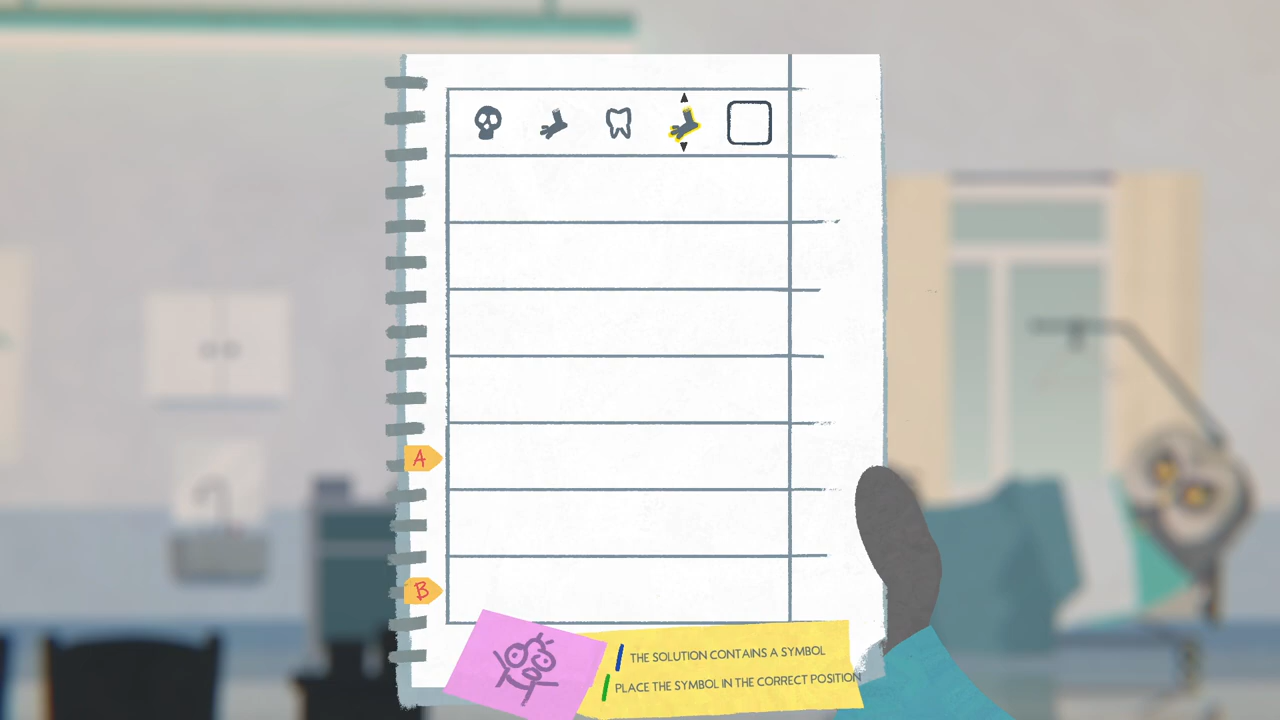 A
B
THE SOLUTION CONTAINS A SYMBOL
PLACE THE SYMBOL IN THE CORRECT POSITION